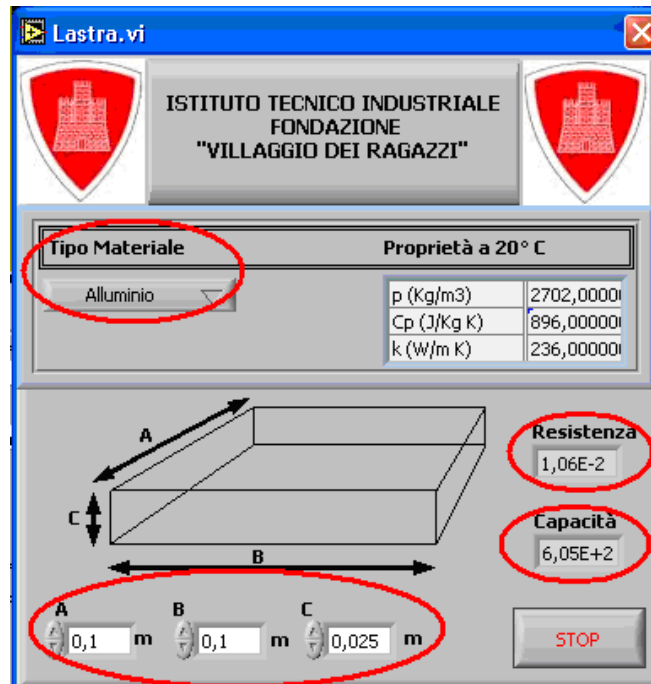 Lastra.vi
ISTITUTO TECNICO INDUSTRIALE
FONDAZIONE
"VILLAGGIO DEI RAGAZZI"
Tipo Materiale
Proprietà a 20° C
Alluminio
p (Kg/m3) 2702,00000
Cp (J/Kg K) 896,000000
k (W/m K) 236,000000
A
C
B
Resistenza
1,06E-2
Capacità
6,05E+2
A B C
0,1 m 0,1 m 0,025 m
STOP